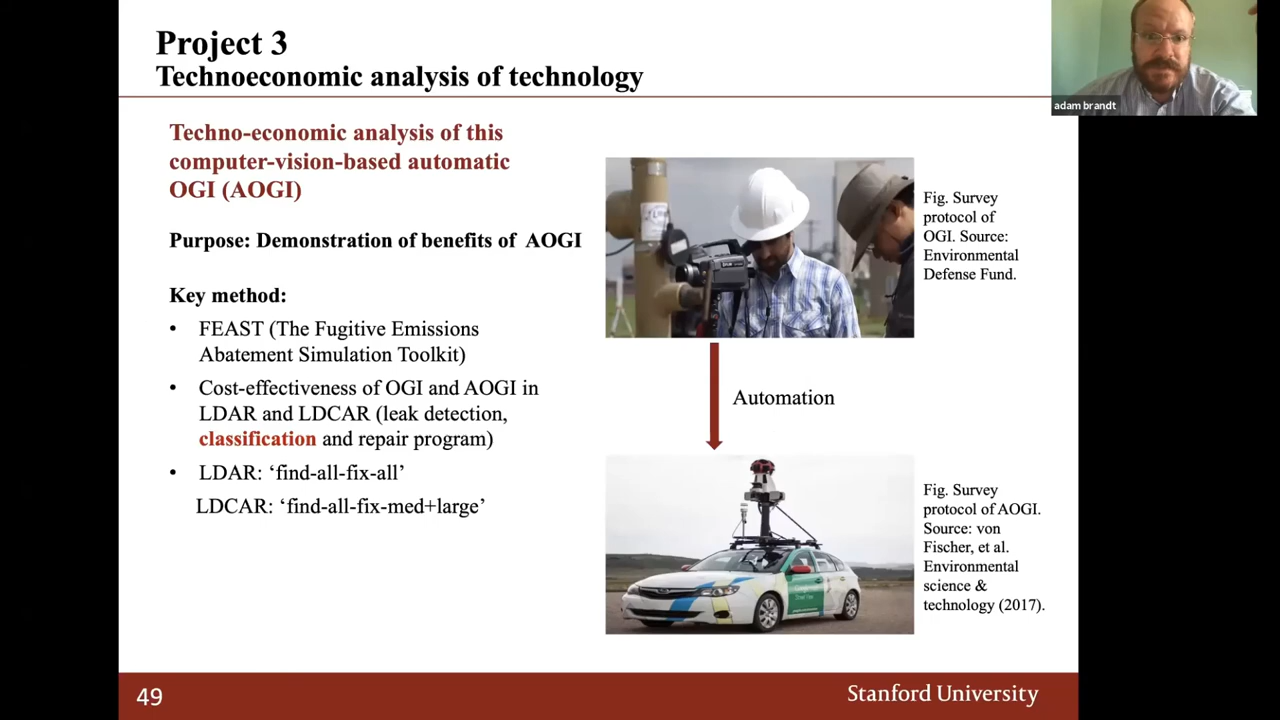 Project 3
Technoeconomic analysis of technology
adam brandt
Techno-economic analysis of this
computer-vision-based automatic
OGI (AOGI)
Purpose: Demonstration of benefits of AOGI
Key method:
• FEAST (The Fugitive Emissions
Abatement Simulation Toolkit)
• Cost-effectiveness of OGI and AOGI in
LDAR and LDCAR (leak detection,
classification and repair program)
• LDAR: ‘find-all-fix-all’
LDCAR: ‘find-all-fix-med+large’
Fig. Survey
protocol of
OGI. Source:
Environmental
Defense Fund.
Automation
Fig. Survey
protocol of AOGI.
Source: von
Fischer, et al.
Environmental
science &
technology (2017).
49
Stanford University